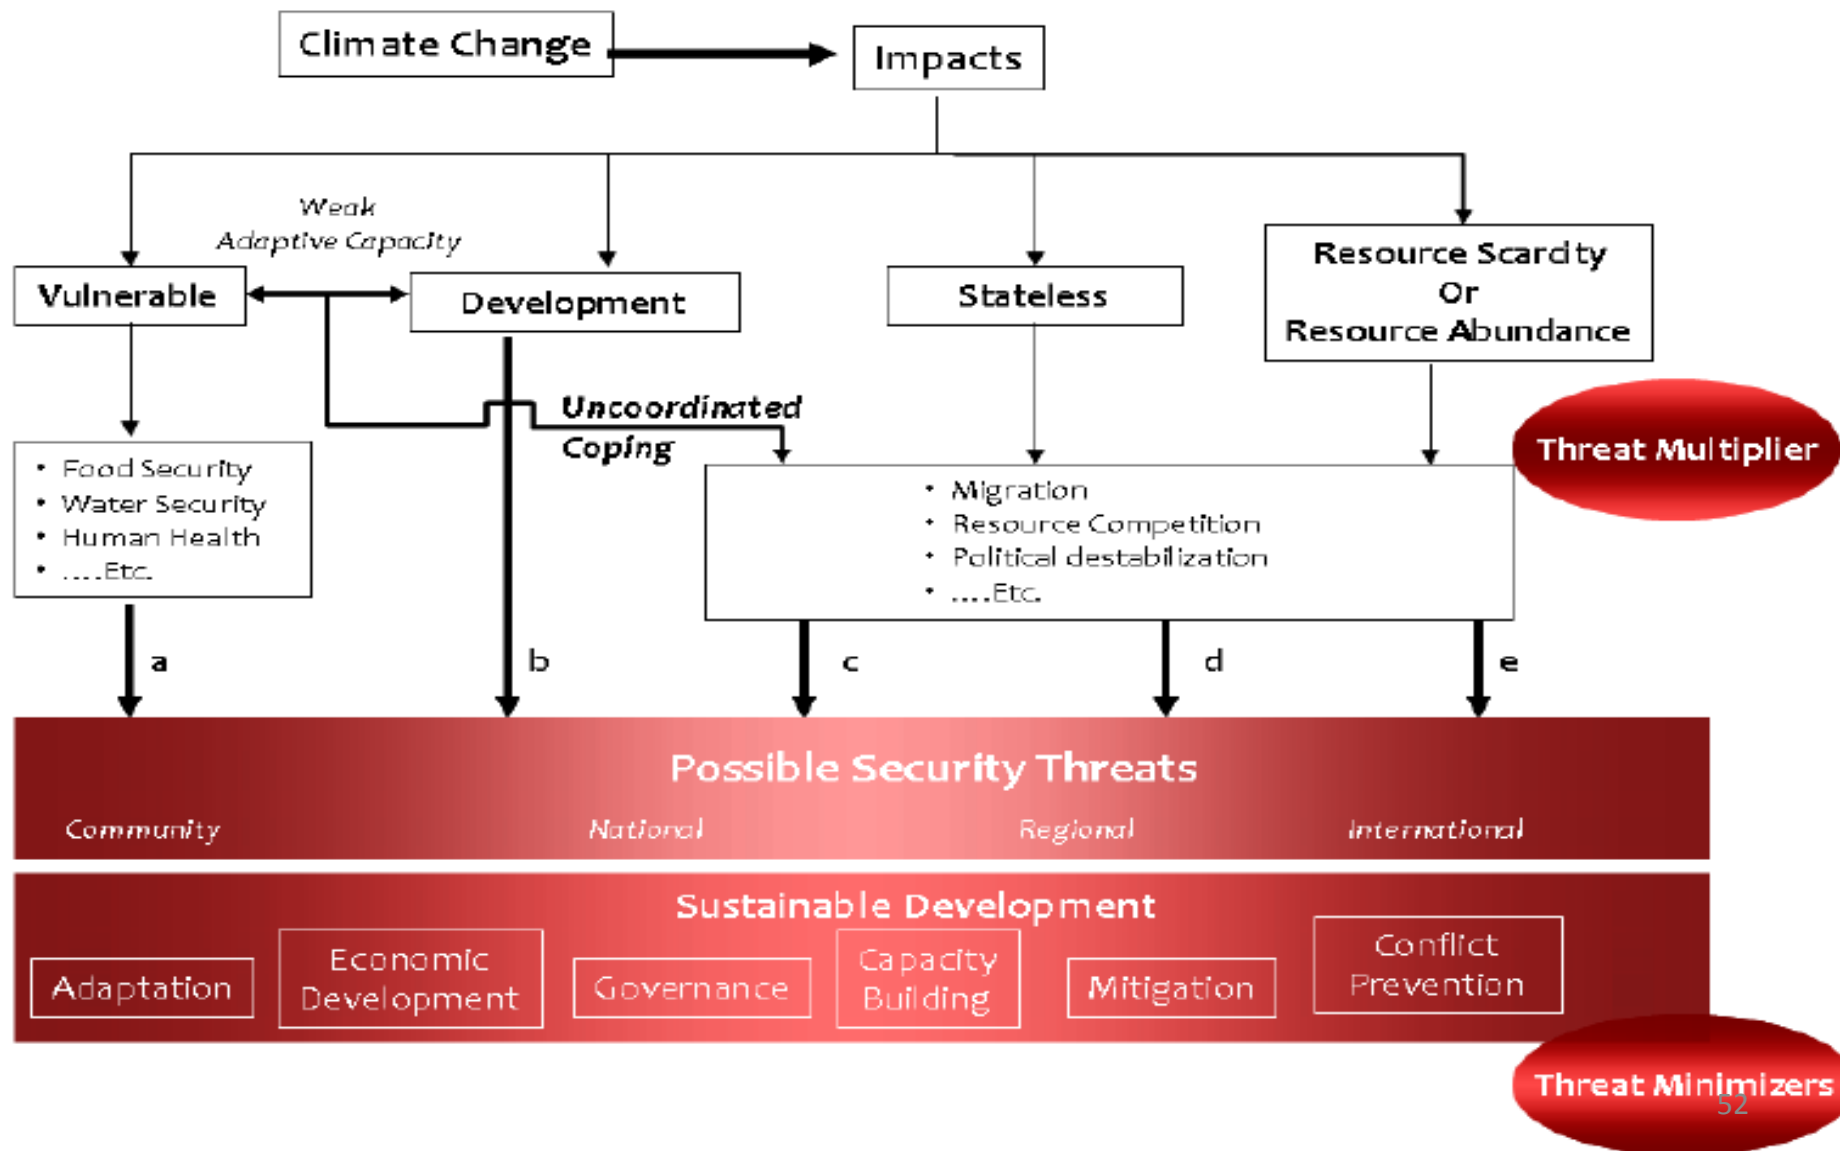 Climate Change
Impacts
Weak
Adaptive Capacity
Vulnerable
Development
Stateless
Resource Scarcity
Or
Resource Abundance
Uncoordinated
Coping
Threat Multiplier
• Food Security
• Water Security
• Human Health
• ....Etc.
• Migration
• Resource Competition
• Political destabilization
• ....Etc.
a
b
c
d
e
Possible Security Threats
Community
National
Regional
International
Sustainable Development
Adaptation
Economic
Development
Governance
Capacity
Building
Mitigation
Conflict
Prevention
Threat Minimizers
52